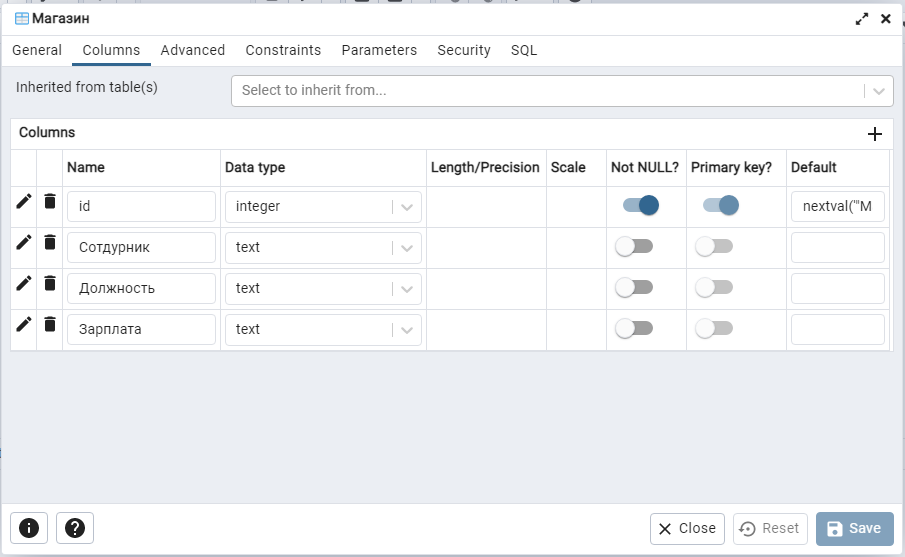 Магазин
General Columns Advanced Constraints Parameters Security SQL
Inherited from table(s) Select to inherit from...
Columns
Name Data type Length/Precision Scale Not NULL? Primary key? Default
id integer nextval('"М
Сотдурник text
Должность text
Зарплата text
Close Reset Save